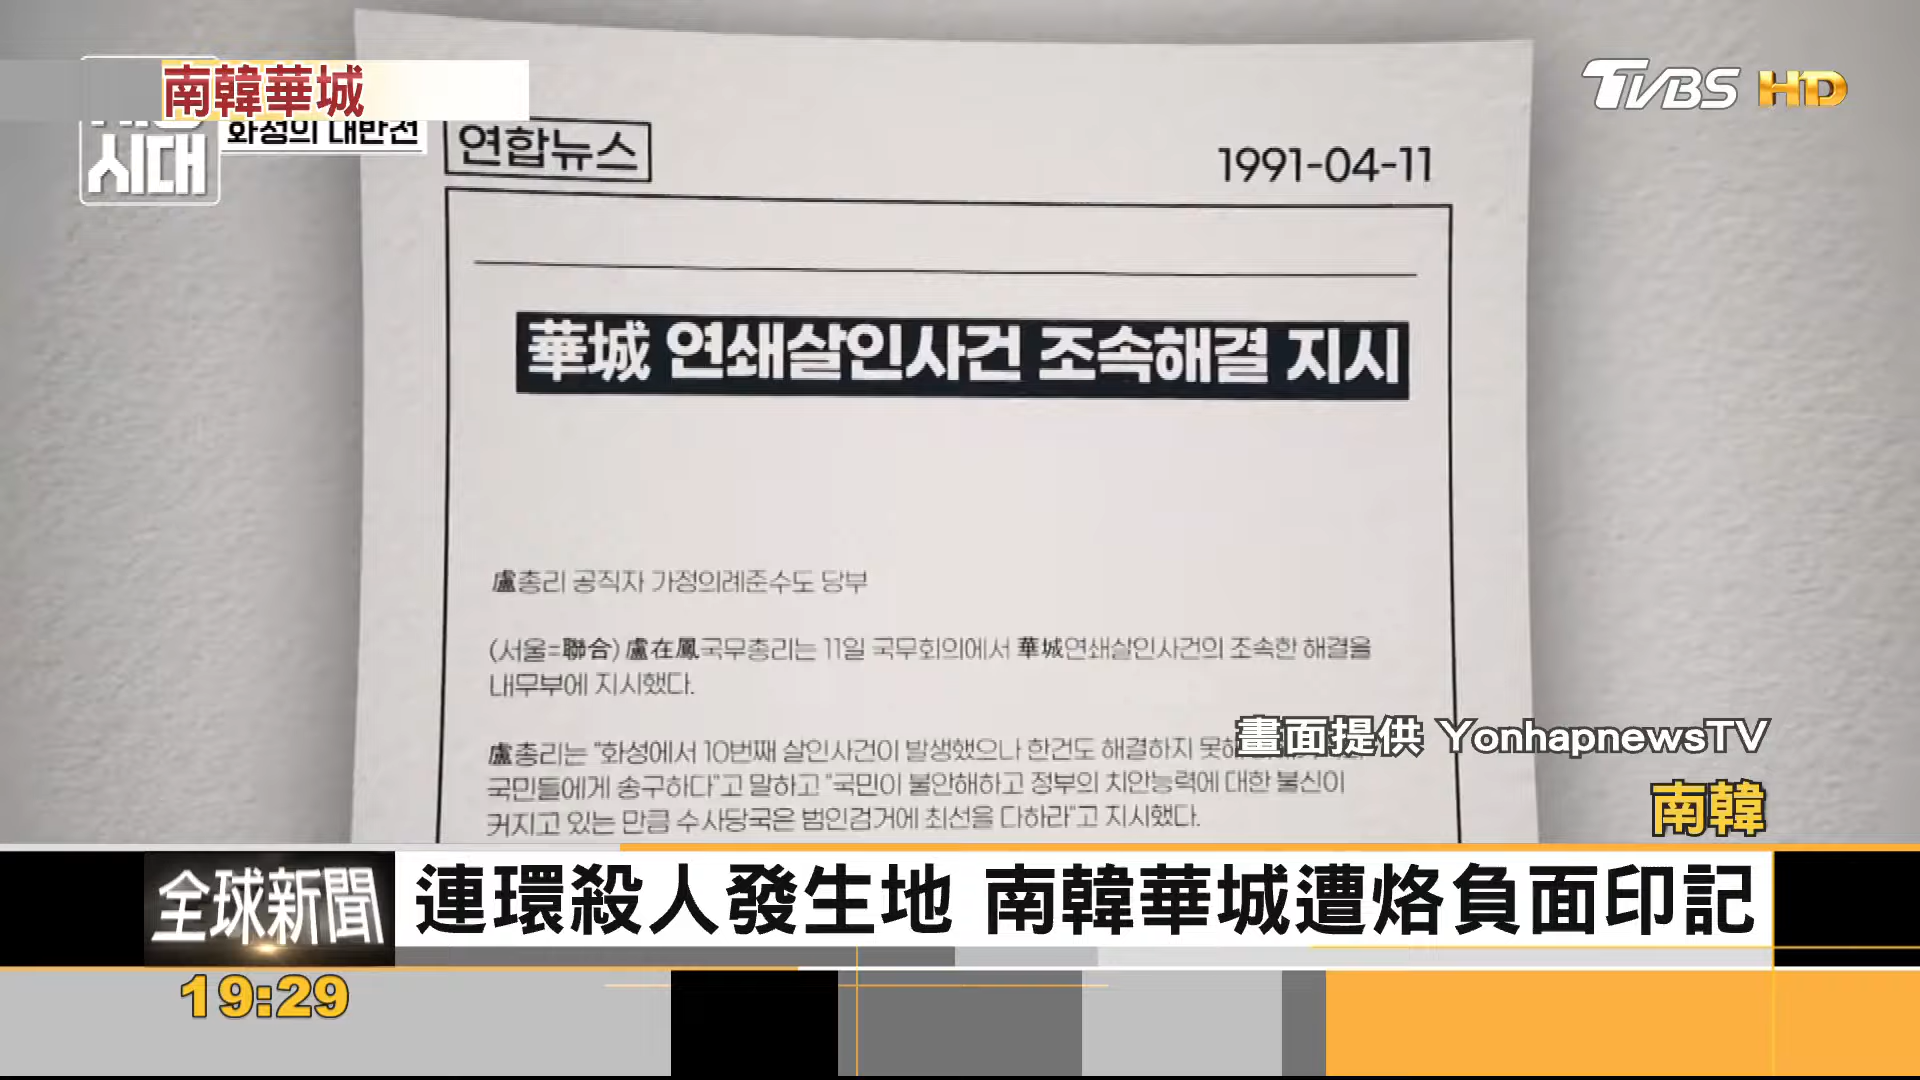 南韓華城
TVBS HD
시대
화성의 대반전
연합뉴스
1991-04-11
華城 연쇄살인사건 조속해결 지시
盧총리 공직자 가정의례준수도 당부
(서울=聯合) 盧在鳳국무총리는 11일 국무회의에서 華城연쇄살인사건의 조속한 해결을
내무부에 지시했다.
盧총리는 "화성에서 10번째 살인사건이 발생했으나 한건도 해결하지 못해
국민들에게 송구하다"고 말하고 "국민이 불안해하고 정부의 치안능력에 대한 불신이
커지고 있는 만큼 수사당국은 범인검거에 최선을 다하라"고 지시했다.
畫面提供 YonhapnewsTV
南韓
全球新聞
連環殺人發生地 南韓華城遭烙負面印記
19:29